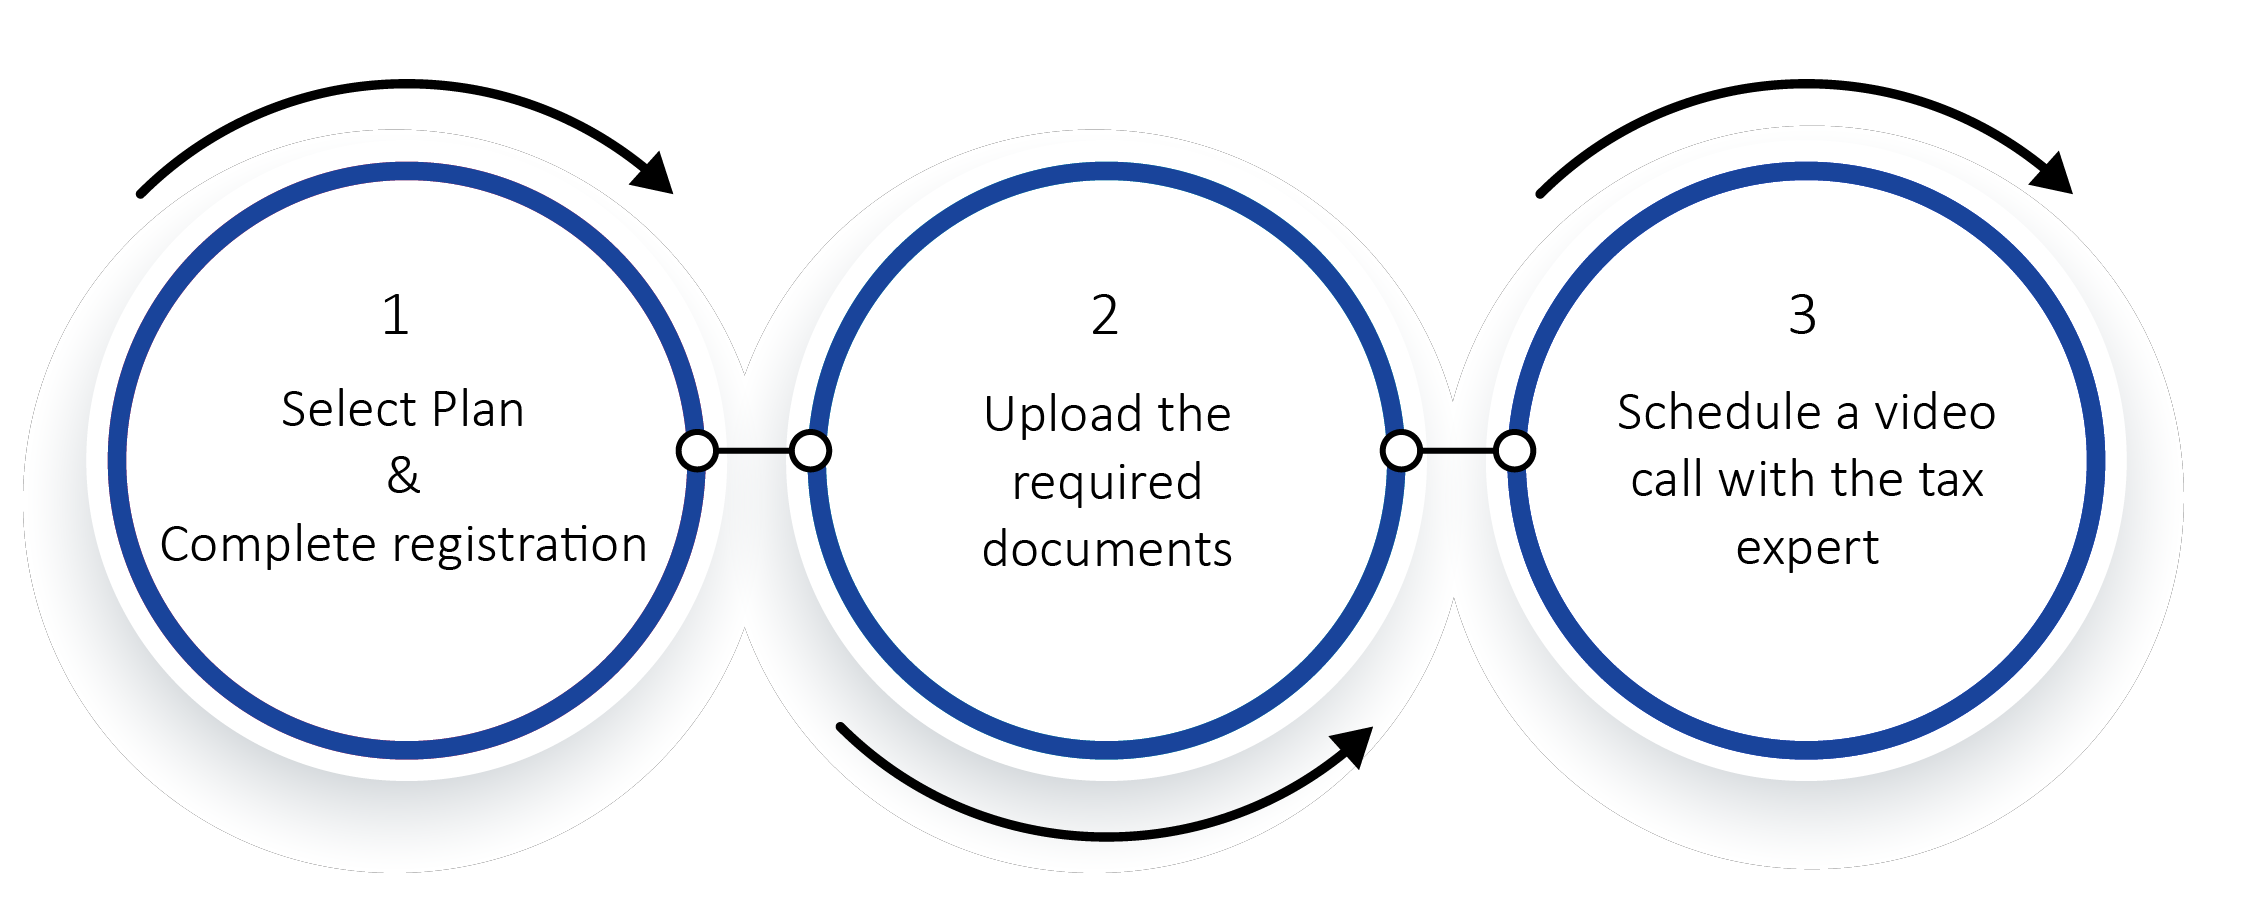 1
Select Plan
&
Complete registration
2
Upload the
required
documents
3
Schedule a video
call with the tax
expert